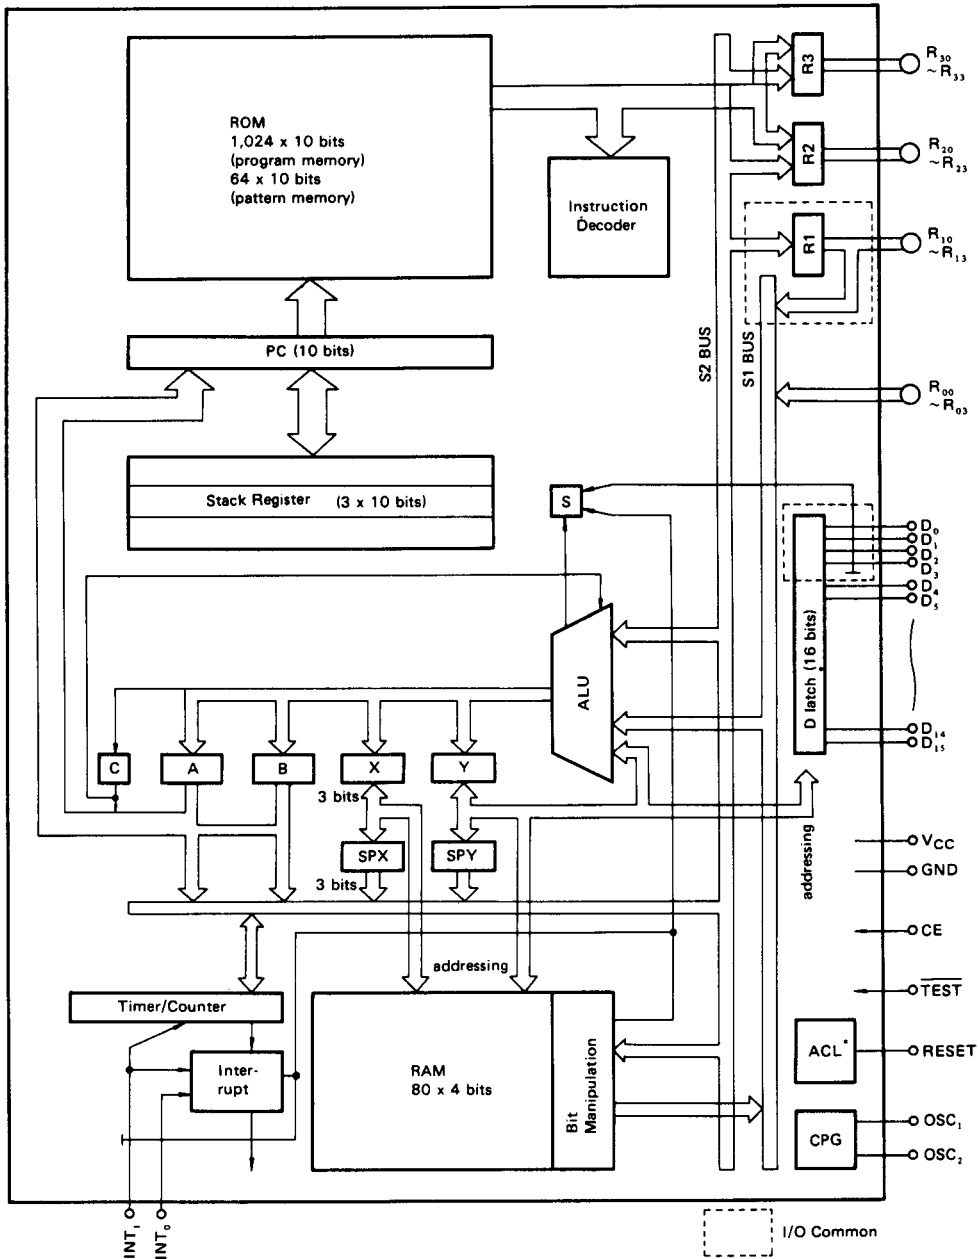 ROM
1,024 x 10 bits
(program memory)
64 x 10 bits
(pattern memory)
Instruction
Decoder
R3
R30
~R33
R2
R20
~R23
R1
R10
~R13
PC (10 bits)
S2 BUS
S1 BUS
R00
~R03
Stack Register (3 x 10 bits)
S
D0
D1
D2
D3
D4
D5
D latch (16 bits)
D14
D15
ALU
C
A
B
X
Y
3 bits
SPX
SPY
3 bits
addressing
VCC
GND
CE
TEST
addressing
Timer/Counter
Inter-
rupt
RAM
80 x 4 bits
Bit
Manipulation
ACL*
RESET
CPG
OSC1
OSC2
INT1
INT0
I/O Common